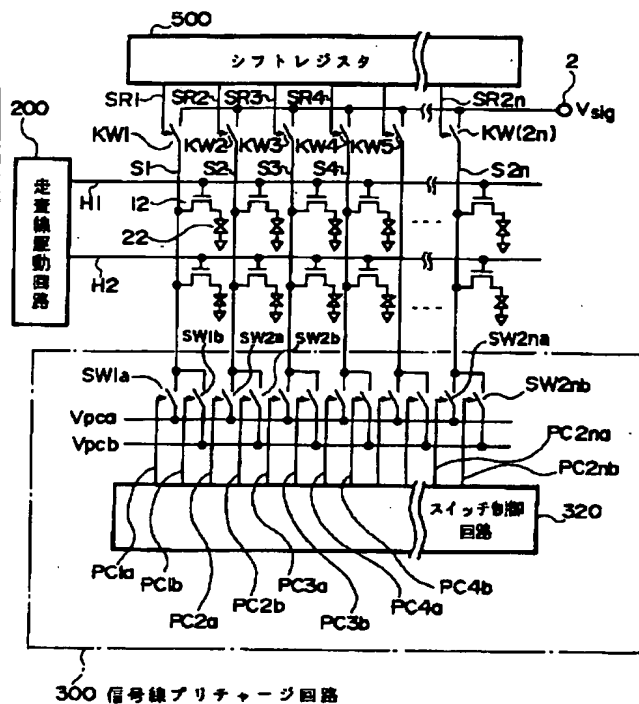 500
シフトレジスタ
SR1
SR2
SR3
SR4
SR2n
2
Vsig
200
KW1
KW2
KW3
KW4
KW5
KW(2n)
S1
S2
S3
S4
S2n
走査線駆動回路
H1
12
22
H2
SW1a
SW1b
SW2a
SW2b
SW2na
SW2nb
Vpca
Vpcb
PC2na
PC2nb
スイッチ制御
回路
320
PC1a
PC1b
PC2a
PC2b
PC3a
PC3b
PC4a
PC4b
300 信号線プリチャージ回路